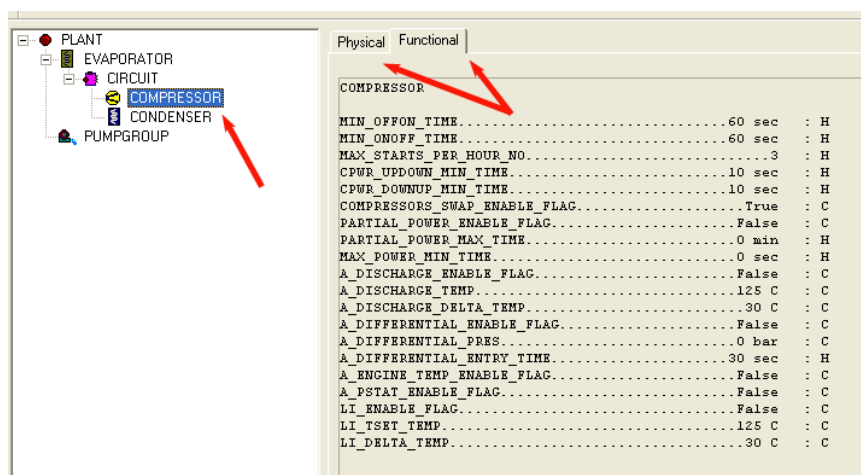 PLANT
EVAPORATOR
CIRCUIT
COMPRESSOR
CONDENSER
PUMPGROUP
Physical Functional
COMPRESSOR
MIN_OFFON_TIME................................60 sec : H
MIN_ONOFF_TIME................................60 sec : H
MAX_STARTS_PER_HOUR_NO.............................3 : H
CPWR_UPDOWN_MIN_TIME..........................10 sec : H
CPWR_DOWNUP_MIN_TIME..........................10 sec : H
COMPRESSORS_SWAP_ENABLE_FLAG....................True : C
PARTIAL_POWER_ENABLE_FLAG......................False : C
PARTIAL_POWER_MAX_TIME.........................0 min : H
MAX_POWER_MIN_TIME.............................0 sec : H
A_DISCHARGE_ENABLE_FLAG........................False : C
A_DISCHARGE_TEMP...............................125 C : C
A_DISCHARGE_DELTA_TEMP..........................30 C : C
A_DIFFERENTIAL_ENABLE_FLAG.....................False : C
A_DIFFERENTIAL_PRES............................0 bar : C
A_DIFFERENTIAL_ENTRY_TIME.....................30 sec : H
A_ENGINE_TEMP_ENABLE_FLAG......................False : C
A_PSTAT_ENABLE_FLAG............................False : C
LI_ENABLE_FLAG.................................False : C
LI_TSET_TEMP...................................125 C : C
LI_DELTA_TEMP...................................30 C : C